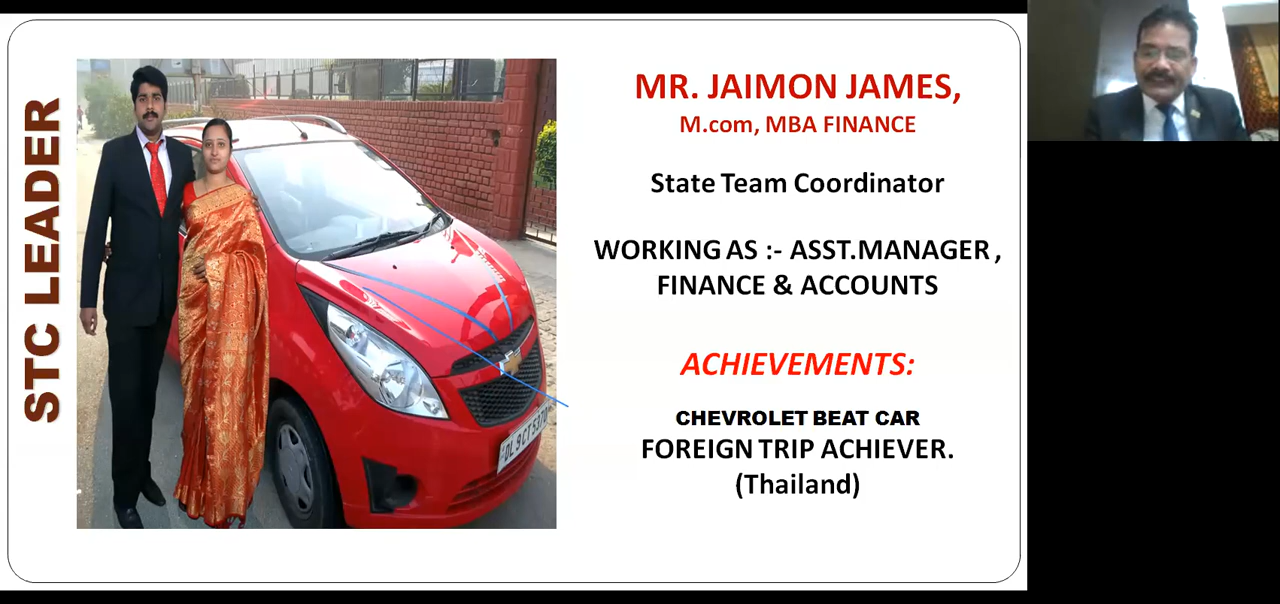 STC LEADER
MR. JAIMON JAMES,
M.com, MBA FINANCE
State Team Coordinator
WORKING AS :- ASST.MANAGER ,
FINANCE & ACCOUNTS
ACHIEVEMENTS:
CHEVROLET BEAT CAR
FOREIGN TRIP ACHIEVER.
(Thailand)
DL9CT5370